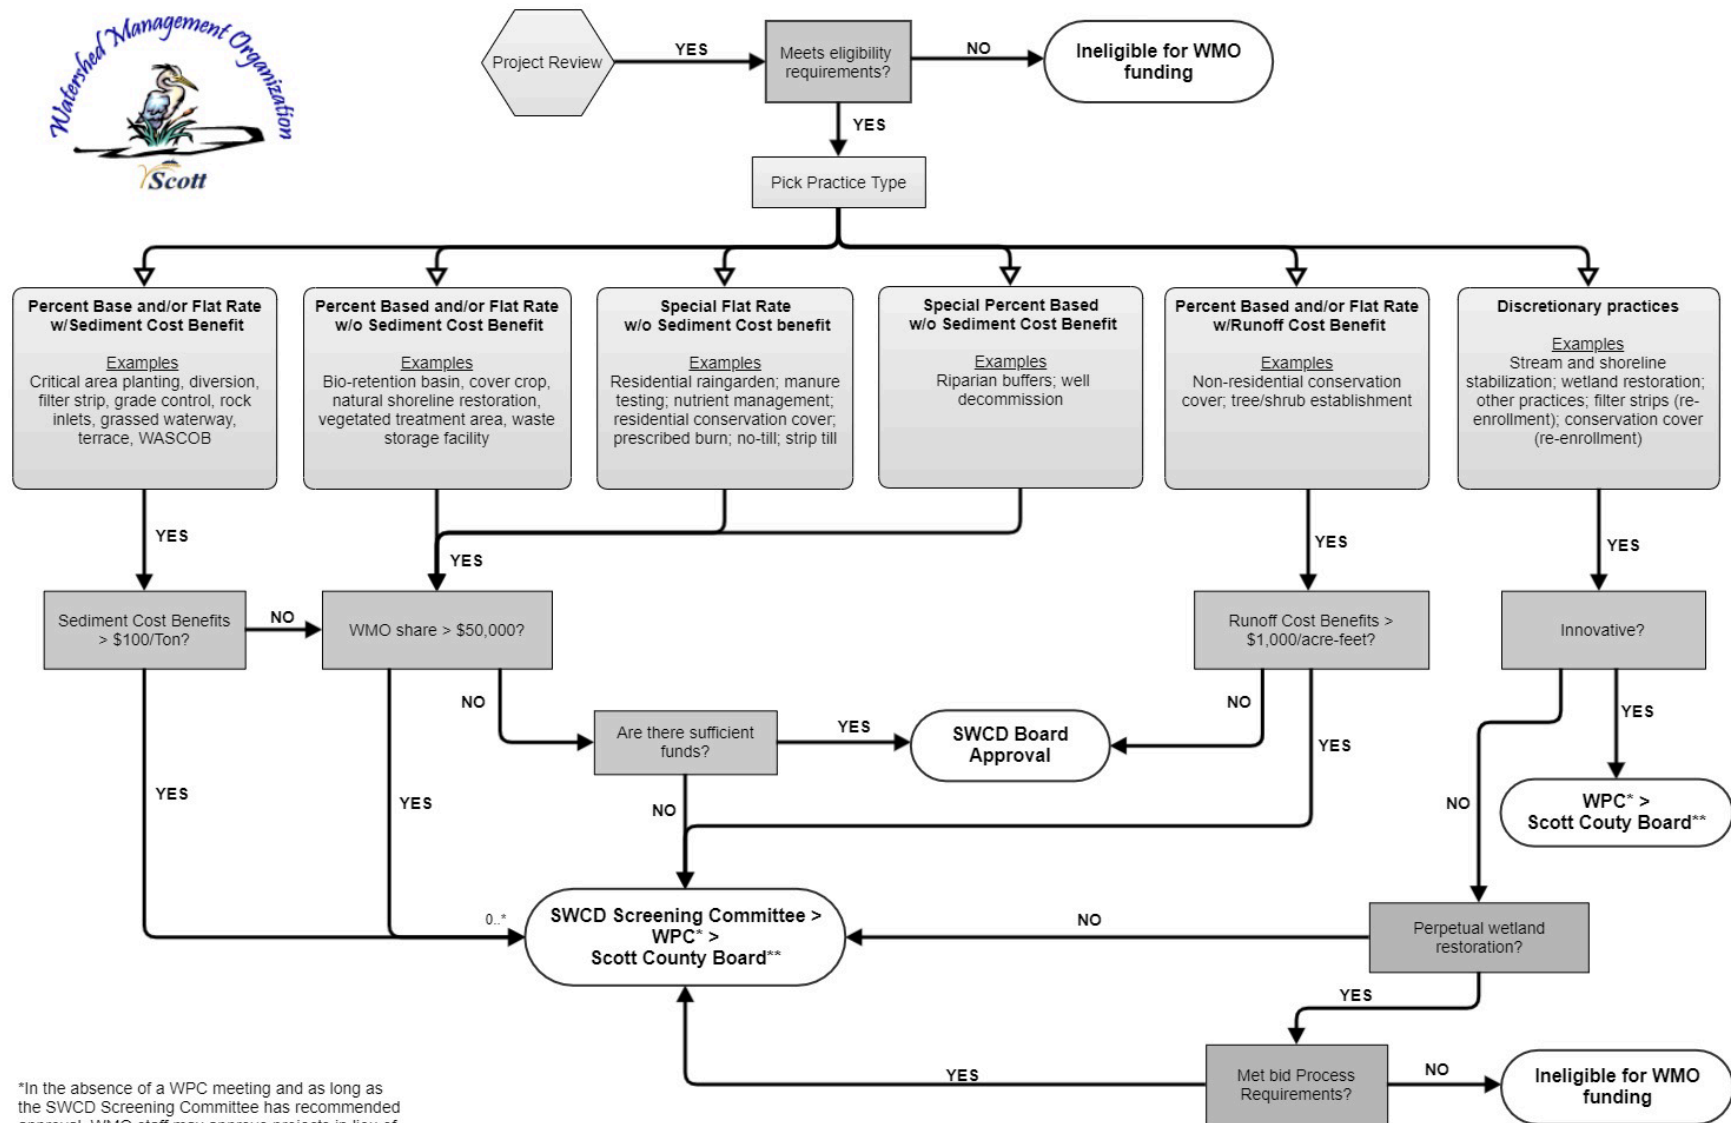 Watershed Management Organization
Scott
Project Review
YES
Meets eligibility
requirements?
NO
Ineligible for WMO
funding
YES
Pick Practice Type
Percent Base and/or Flat Rate
w/Sediment Cost Benefit
Examples
Critical area planting, diversion,
filter strip, grade control, rock
inlets, grassed waterway,
terrace, WASCOB
Percent Based and/or Flat Rate
w/o Sediment Cost Benefit
Examples
Bio-retention basin, cover crop,
natural shoreline restoration,
vegetated treatment area, waste
storage facility
Special Flat Rate
w/o Sediment Cost benefit
Examples
Residential raingarden; manure
testing; nutrient management;
residential conservation cover;
prescribed burn; no-till; strip till
Special Percent Based
w/o Sediment Cost Benefit
Examples
Riparian buffers; well
decommission
Percent Based and/or Flat Rate
w/Runoff Cost Benefit
Examples
Non-residential conservation
cover; tree/shrub establishment
Discretionary practices
Examples
Stream and shoreline
stabilization; wetland restoration;
other practices; filter strips (re-
enrollment); conservation cover
(re-enrollment)
YES
YES
YES
YES
Sediment Cost Benefits
> $100/Ton?
NO
WMO share > $50,000?
Runoff Cost Benefits >
$1,000/acre-feet?
Innovative?
NO
Are there sufficient
funds?
YES
SWCD Board
Approval
NO
YES
YES
YES
YES
NO
NO
WPC* >
Scott Couty Board**
0..*
SWCD Screening Committee >
WPC* >
Scott County Board**
NO
Perpetual wetland
restoration?
YES
YES
Met bid Process
Requirements?
NO
Ineligible for WMO
funding
*In the absence of a WPC meeting and as long as
the SWCD Screening Committee has recommended
approval, WMO staff may approve projects in lieu of